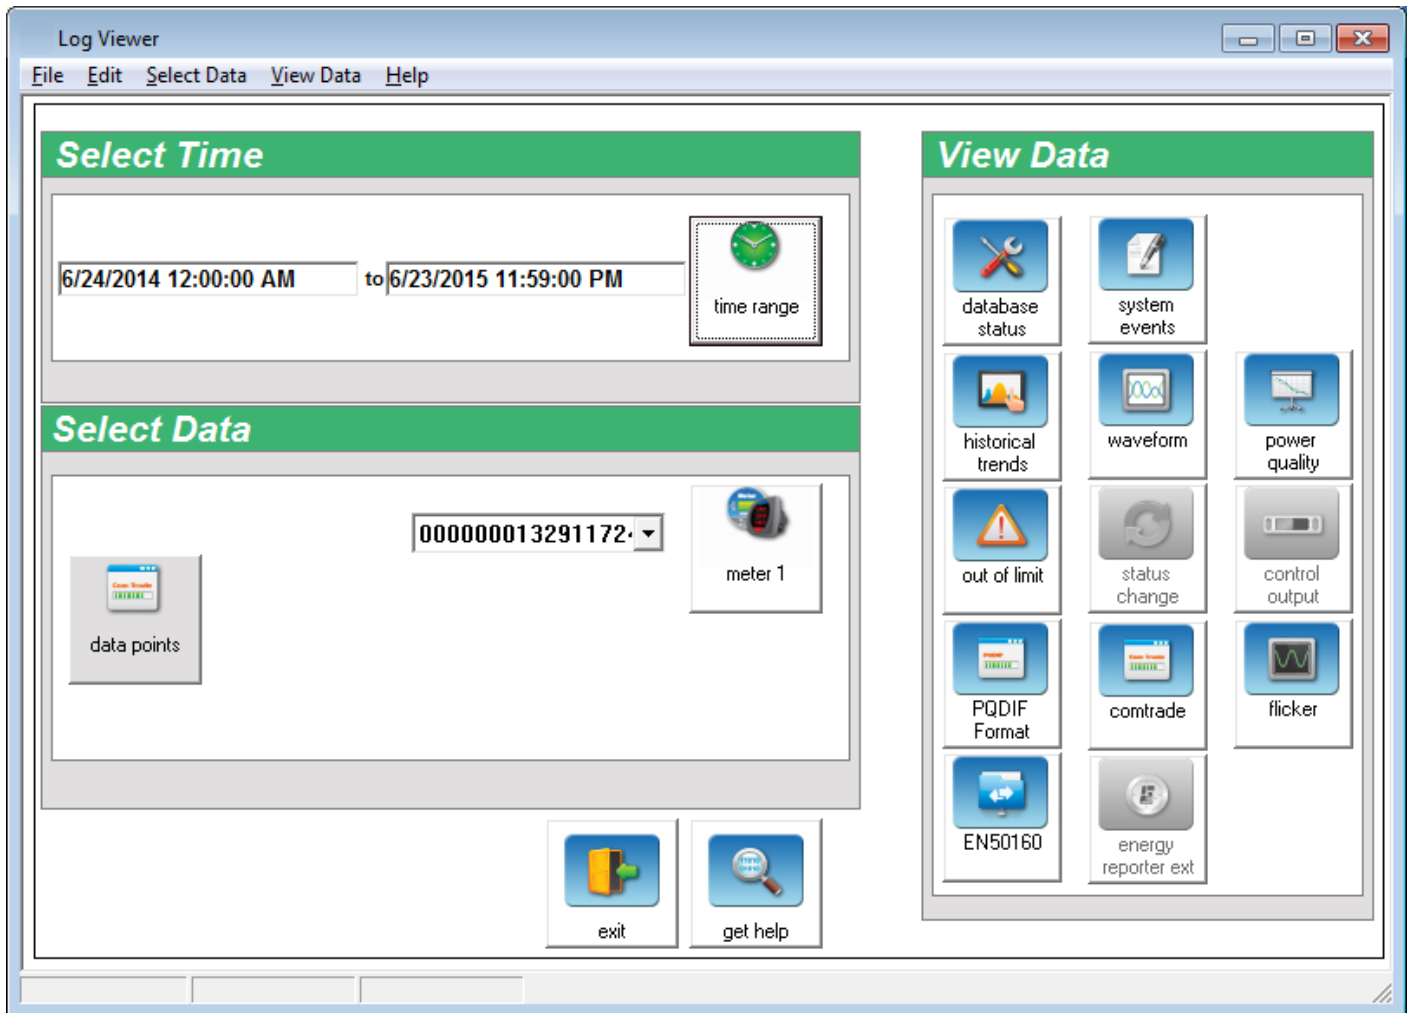 Log Viewer
File Edit Select Data View Data Help
Select Time
6/24/2014 12:00:00 AM to 6/23/2015 11:59:00 PM
time range
Select Data
meter 1
data points
exit
get help
View Data
database
status
system
events
historical
trends
waveform
power
quality
out of limit
status
change
control
output
PQDIF
Format
comtrade
flicker
EN50160
energy
reporter ext